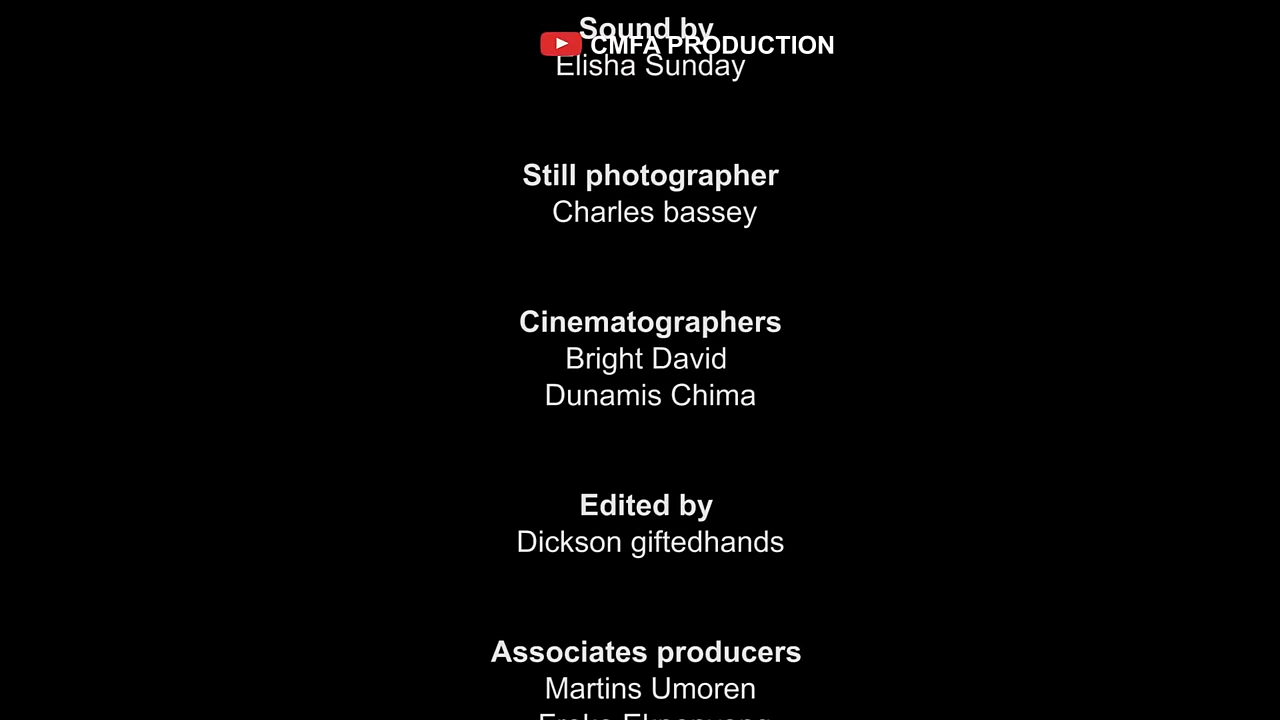 Sound by
CMFA PRODUCTION
Elisha Sunday
Still photographer
Charles bassey
Cinematographers
Bright David
Dunamis Chima
Edited by
Dickson giftedhands
Associates producers
Martins Umoren